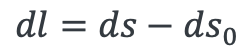 dl = ds − ds₀